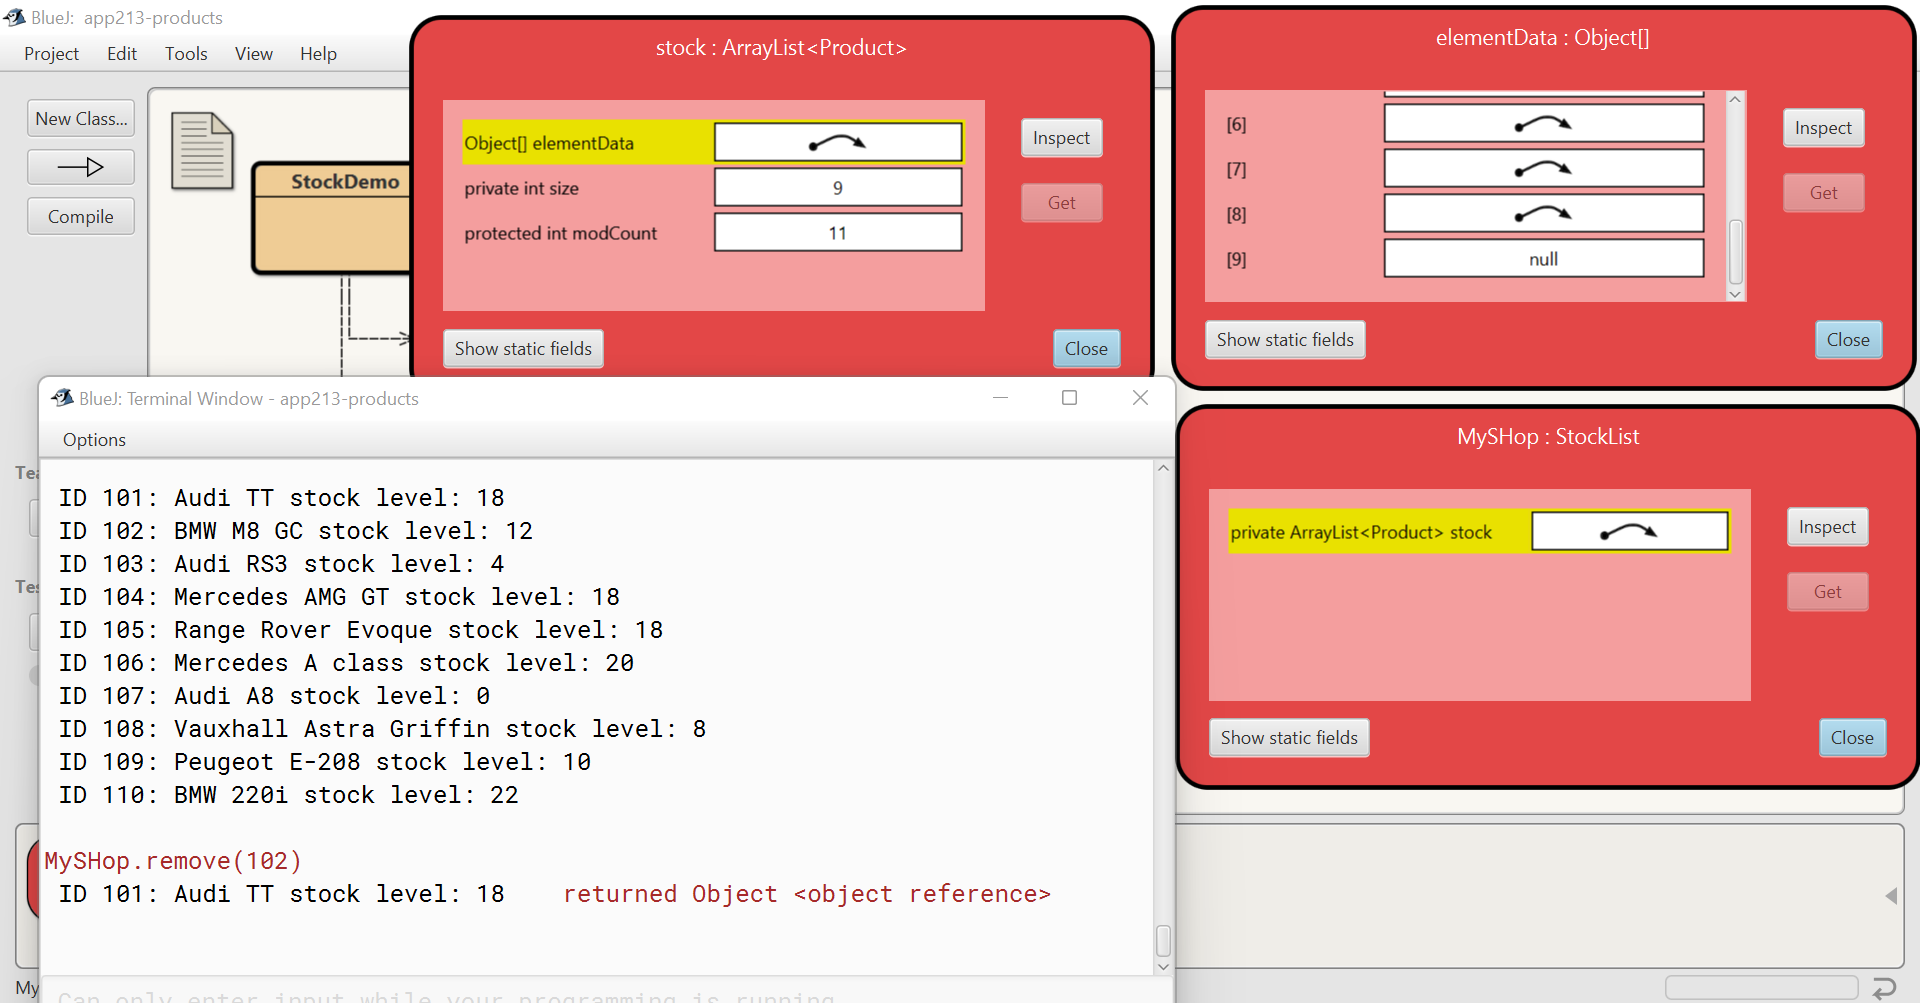 BlueJ: app213-products
Project Edit Tools View Help
New Class...
Compile
StockDemo
stock : ArrayList<Product>
Object[] elementData
private int size 9
protected int modCount 11
Inspect
Get
Show static fields
Close
elementData : Object[]
[6]
[7]
[8]
[9] null
Inspect
Get
Show static fields
Close
MySHop : StockList
private ArrayList<Product> stock
Inspect
Get
Show static fields
Close
BlueJ: Terminal Window - app213-products
Options
ID 101: Audi TT stock level: 18
ID 102: BMW M8 GC stock level: 12
ID 103: Audi RS3 stock level: 4
ID 104: Mercedes AMG GT stock level: 18
ID 105: Range Rover Evoque stock level: 18
ID 106: Mercedes A class stock level: 20
ID 107: Audi A8 stock level: 0
ID 108: Vauxhall Astra Griffin stock level: 8
ID 109: Peugeot E-208 stock level: 10
ID 110: BMW 220i stock level: 22
MySHop.remove(102)
ID 101: Audi TT stock level: 18 returned Object <object reference>
Can only enter input while your programming is running